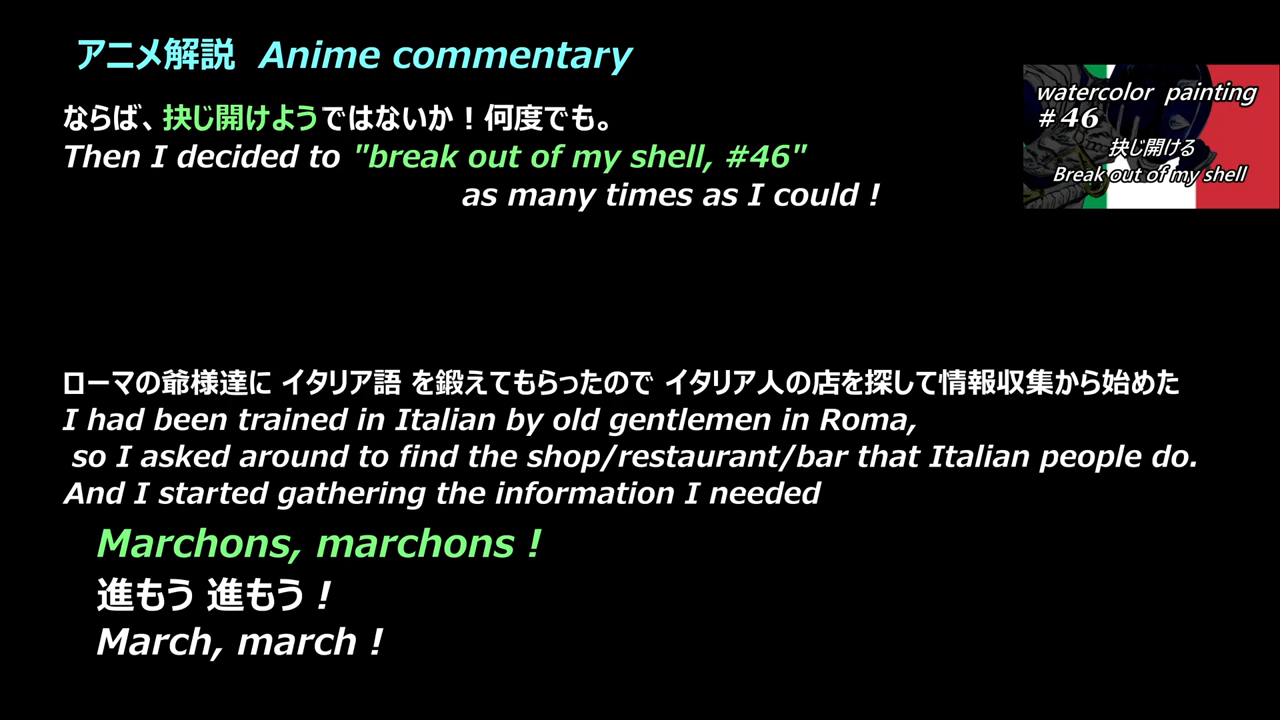 アニメ解説 Anime commentary
ならば、抉じ開けようではないか！何度でも。
Then I decided to "break out of my shell, #46"
as many times as I could !
watercolor painting
#46
抉じ開ける
Break out of my shell
ローマの爺様達に イタリア語 を鍛えてもらったので イタリア人の店を探して情報収集から始めた
I had been trained in Italian by old gentlemen in Roma,
so I asked around to find the shop/restaurant/bar that Italian people do.
And I started gathering the information I needed
Marchons, marchons !
進もう 進もう !
March, march !